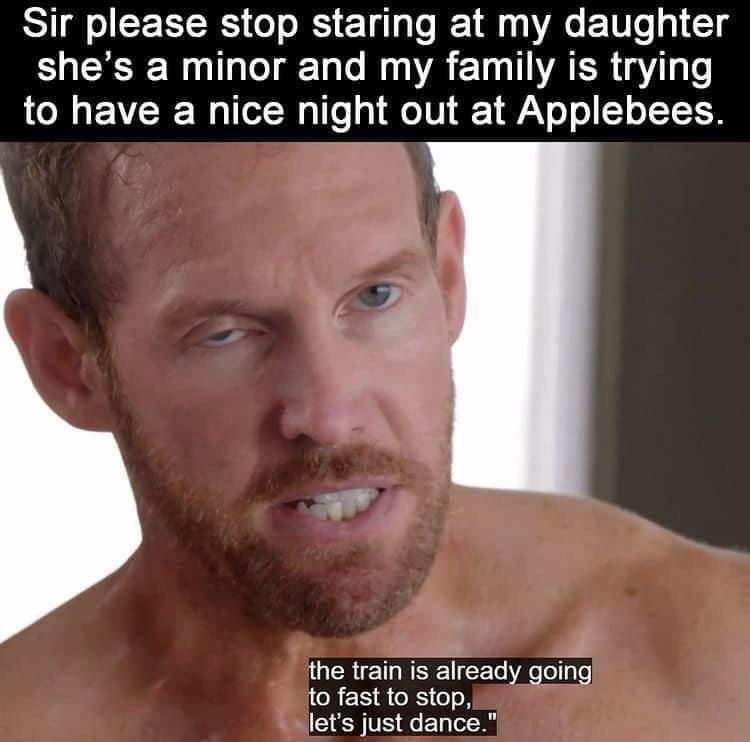 Sir please stop staring at my daughter
she's a minor and my family is trying
to have a nice night out at Applebees.
the train is already going
to fast to stop,
let's just dance."